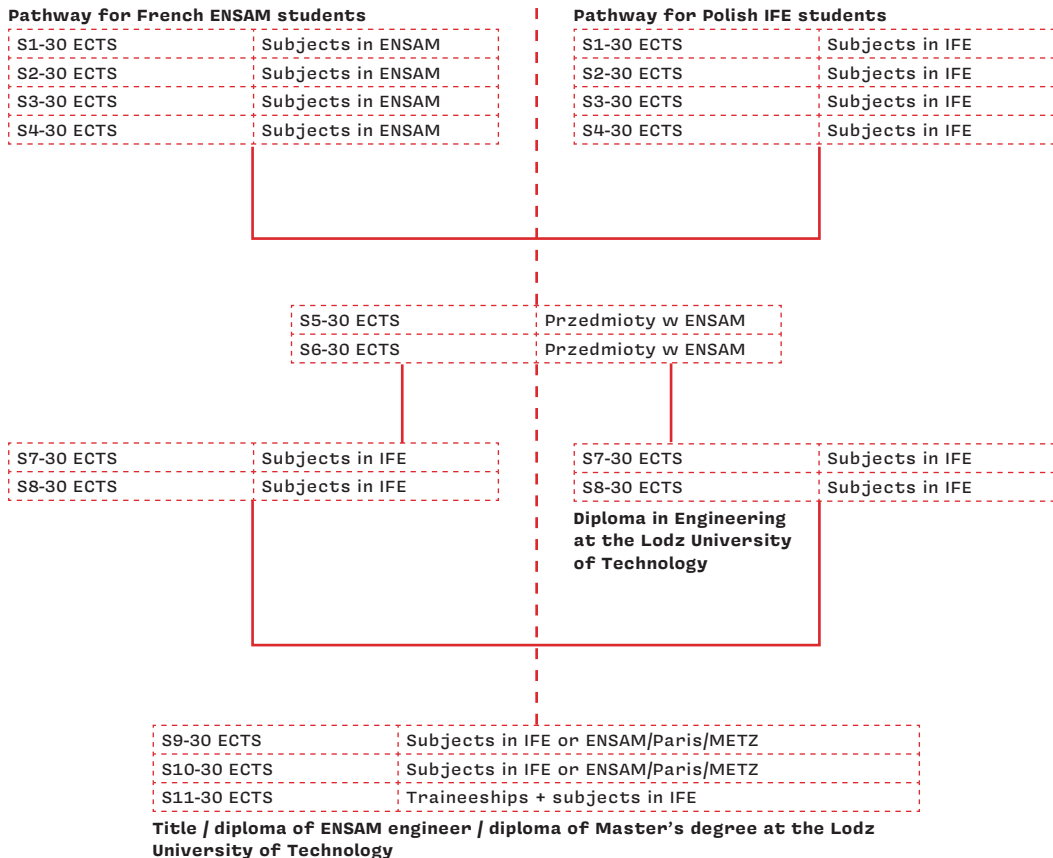 Pathway for French ENSAM students
S1-30 ECTS Subjects in ENSAM
S2-30 ECTS Subjects in ENSAM
S3-30 ECTS Subjects in ENSAM
S4-30 ECTS Subjects in ENSAM
Pathway for Polish IFE students
S1-30 ECTS Subjects in IFE
S2-30 ECTS Subjects in IFE
S3-30 ECTS Subjects in IFE
S4-30 ECTS Subjects in IFE
S5-30 ECTS Przedmioty w ENSAM
S6-30 ECTS Przedmioty w ENSAM
S7-30 ECTS Subjects in IFE
S8-30 ECTS Subjects in IFE
S7-30 ECTS Subjects in IFE
S8-30 ECTS Subjects in IFE
Diploma in Engineering
at the Lodz University
of Technology
S9-30 ECTS Subjects in IFE or ENSAM/Paris/METZ
S10-30 ECTS Subjects in IFE or ENSAM/Paris/METZ
S11-30 ECTS Traineeships + subjects in IFE
Title / diploma of ENSAM engineer / diploma of Master's degree at the Lodz
University of Technology